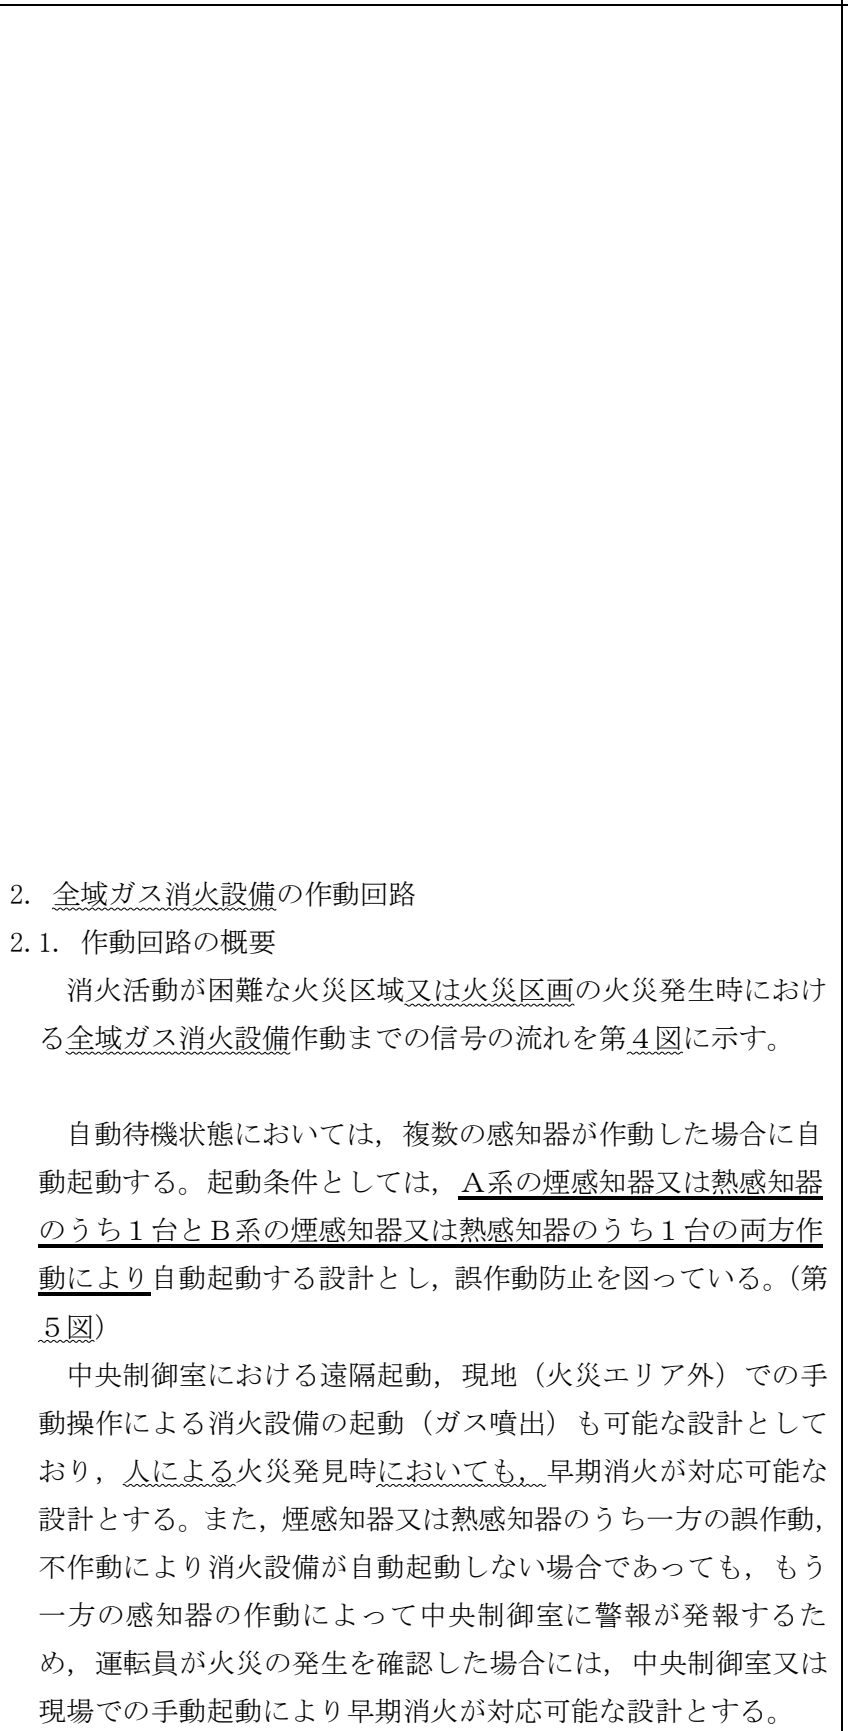 2. 全域ガス消火設備の作動回路
2.1. 作動回路の概要
消火活動が困難な火災区域又は火災区画の火災発生時におけ
る全域ガス消火設備作動までの信号の流れを第４図に示す。
自動待機状態においては，複数の感知器が作動した場合に自
動起動する。起動条件としては，Ａ系の煙感知器又は熱感知器
のうち１台とＢ系の煙感知器又は熱感知器のうち１台の両方作
動により自動起動する設計とし，誤作動防止を図っている。（第
５図）
中央制御室における遠隔起動，現地（火災エリア外）での手
動操作による消火設備の起動（ガス噴出）も可能な設計として
おり，人による火災発見時においても，早期消火が対応可能な
設計とする。また，煙感知器又は熱感知器のうち一方の誤作動，
不作動により消火設備が自動起動しない場合であっても，もう
一方の感知器の作動によって中央制御室に警報が発報するた
め，運転員が火災の発生を確認した場合には，中央制御室又は
現場での手動起動により早期消火が対応可能な設計とする。